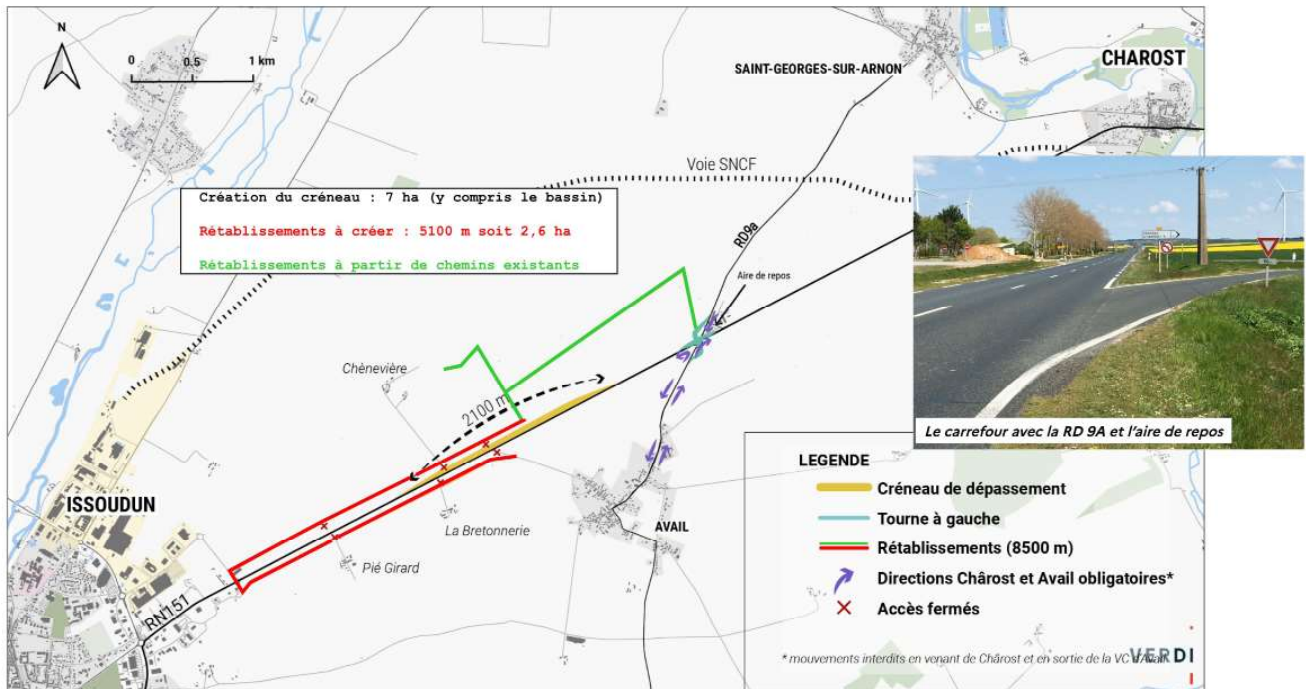 N
0 0.5 1 km
SAINT-GEORGES-SUR-ARNON
CHAROST
Voie SNCF
Création du créneau : 7 ha (y compris le bassin)
Rétablissements à créer : 5100 m soit 2,6 ha
Rétablissements à partir de chemins existants
RD9a
Aire de repos
Chènevière
2100 m
Le carrefour avec la RD 9A et l'aire de repos
ISSOUDUN
La Bretonnerie
AVAIL
Pié Girard
RN151
LEGENDE
Créneau de dépassement
Tourne à gauche
Rétablissements (8500 m)
Directions Chârost et Avail obligatoires*
Accès fermés
* mouvements interdits en venant de Chârost et en sortie de la VC d'Avail
VERDI